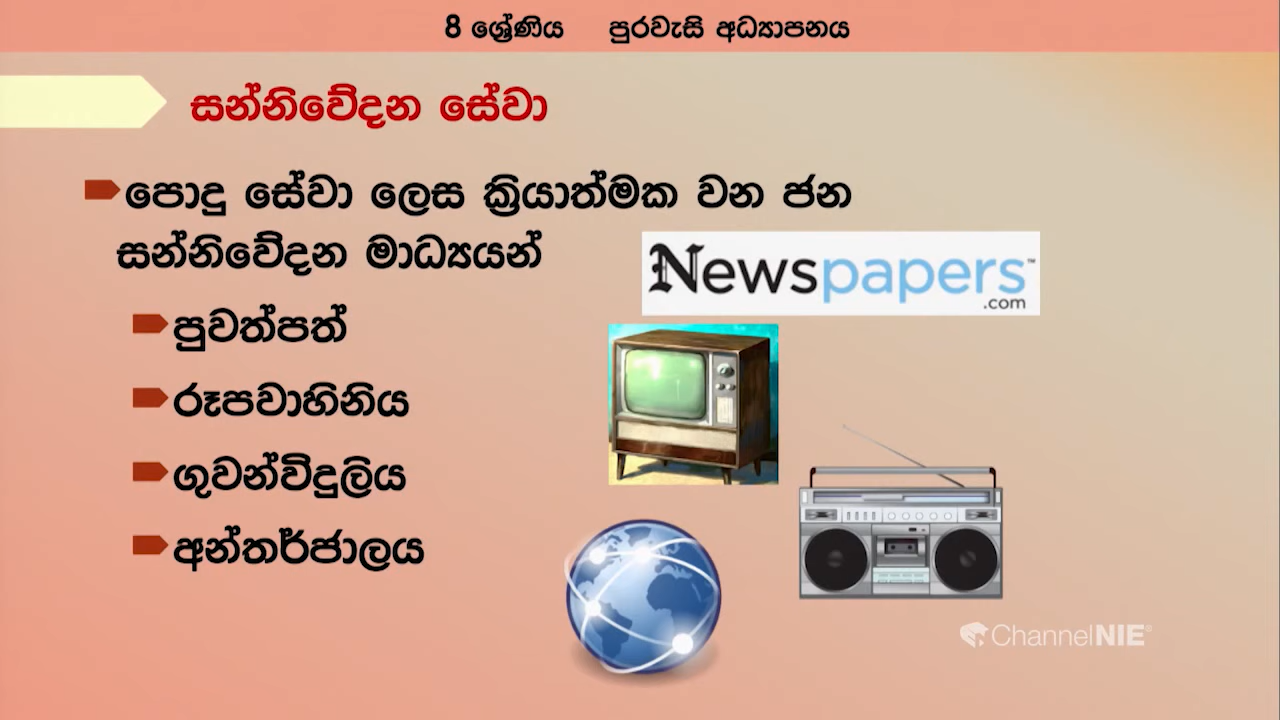 8 ශ්‍රේණිය පුරවැසි අධ්‍යාපනය
සන්නිවේදන සේවා
පොදු සේවා ලෙස ක්‍රියාත්මක වන ජන
සන්නිවේදන මාධ්‍යයන්
Newspapers™
.com
පුවත්පත්
රූපවාහිනිය
ගුවන්විදුලිය
අන්තර්ජාලය
ChannelNIE®